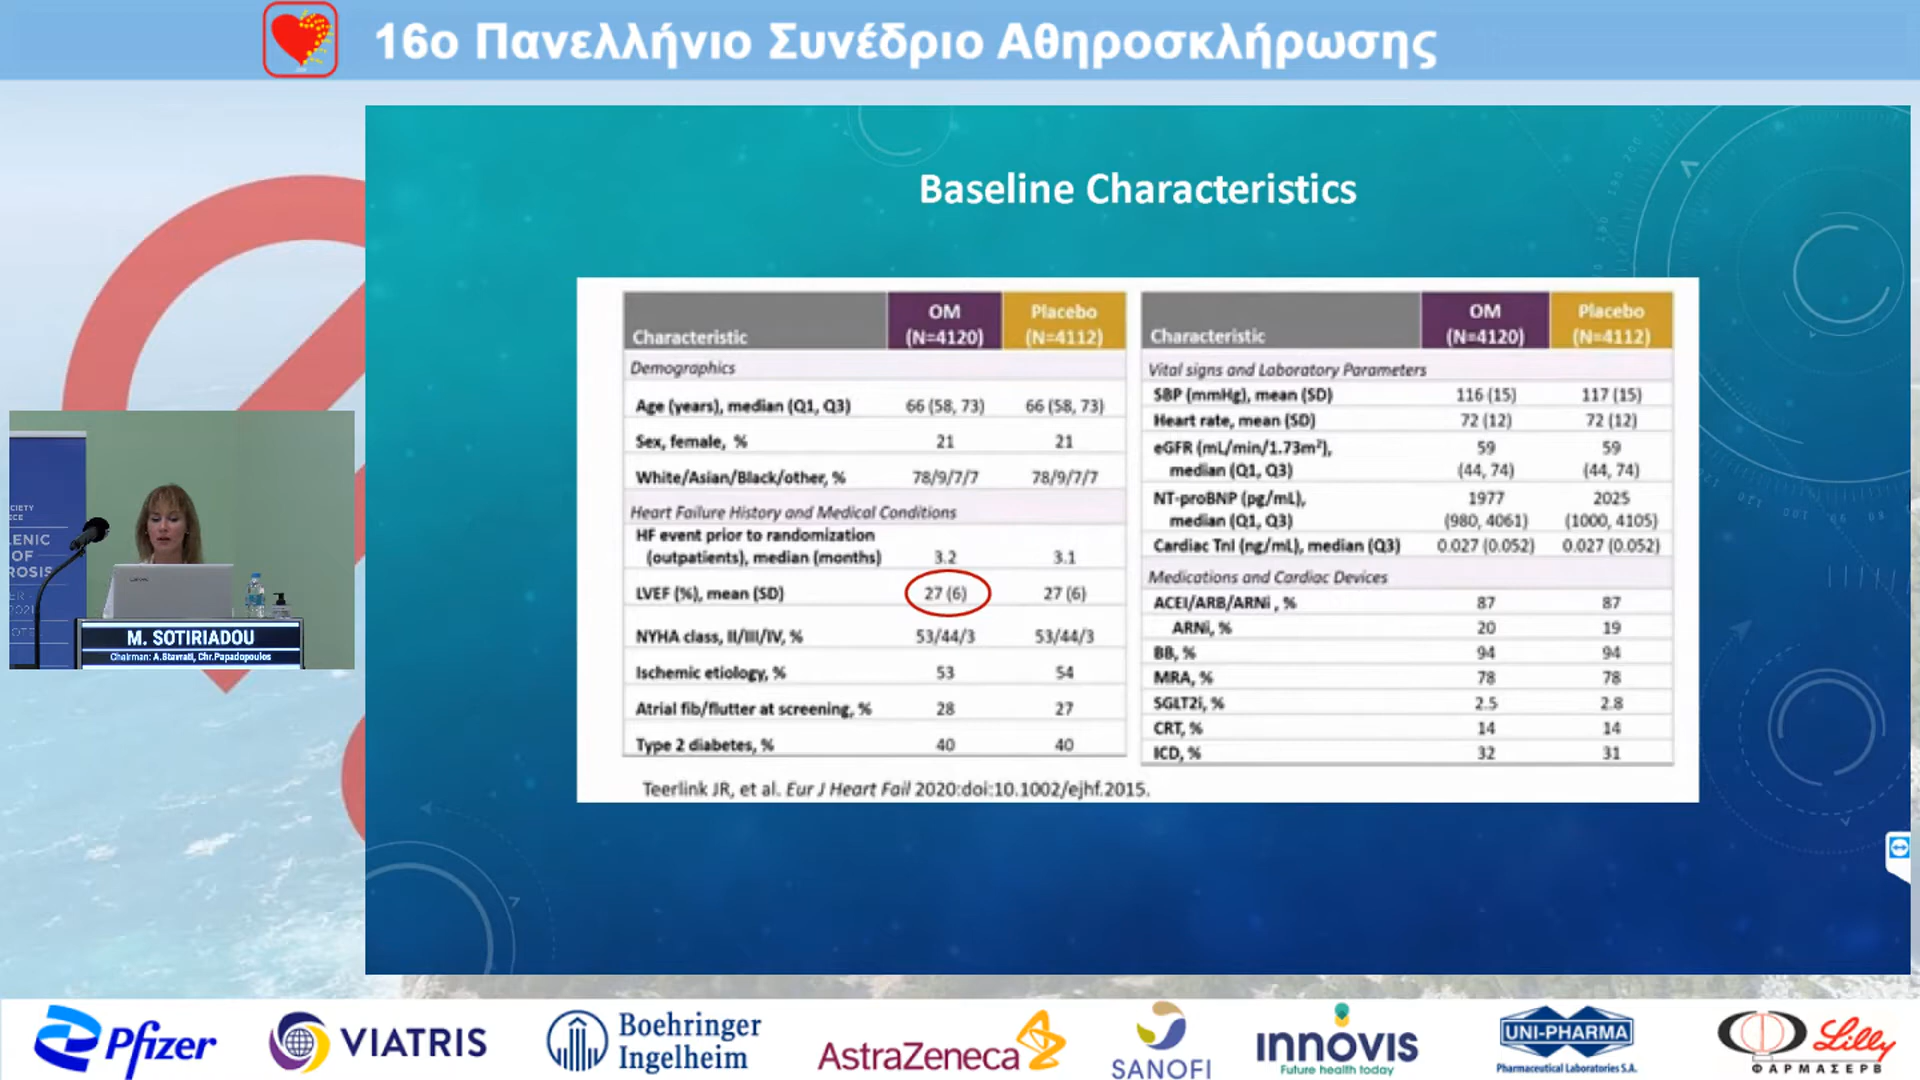 16ο Πανελλήνιο Συνέδριο Αθηροσκλήρωσης
Baseline Characteristics
Characteristic OM (N=4120) Placebo (N=4112)
Demographics
Age (years), median (Q1, Q3) 66 (58, 73) 66 (58, 73)
Sex, female, % 21 21
White/Asian/Black/other, % 78/9/7/7 78/9/7/7
Heart Failure History and Medical Conditions
HF event prior to randomization
(outpatients), median (months) 3.2 3.1
LVEF (%), mean (SD) 27 (6) 27 (6)
NYHA class, II/III/IV, % 53/44/3 53/44/3
Ischemic etiology, % 53 54
Atrial fib/flutter at screening, % 28 27
Type 2 diabetes, % 40 40
Characteristic OM (N=4120) Placebo (N=4112)
Vital signs and Laboratory Parameters
SBP (mmHg), mean (SD) 116 (15) 117 (15)
Heart rate, mean (SD) 72 (12) 72 (12)
eGFR (mL/min/1.73m²), 59 59
median (Q1, Q3) (44, 74) (44, 74)
NT-proBNP (pg/mL), 1977 2025
median (Q1, Q3) (980, 4061) (1000, 4105)
Cardiac TnI (ng/mL), median (Q3) 0.027 (0.052) 0.027 (0.052)
Medications and Cardiac Devices
ACEI/ARB/ARNi , % 87 87
ARNi, % 20 19
BB, % 94 94
MRA, % 78 78
SGLT2i, % 2.5 2.8
CRT, % 14 14
ICD, % 32 31
Teerlink JR, et al. Eur J Heart Fail 2020:doi:10.1002/ejhf.2015.
M. SOTIRIADOU
Chairman: A.Stavrati, Chr.Papadopoulos
Pfizer
VIATRIS
Boehringer
Ingelheim
AstraZeneca
SANOFI
INNOVIS
Future health today
UNI-PHARMA
Pharmaceutical Laboratories S.A.
Lilly
ΦΑΡΜΑΣΕΡΒ